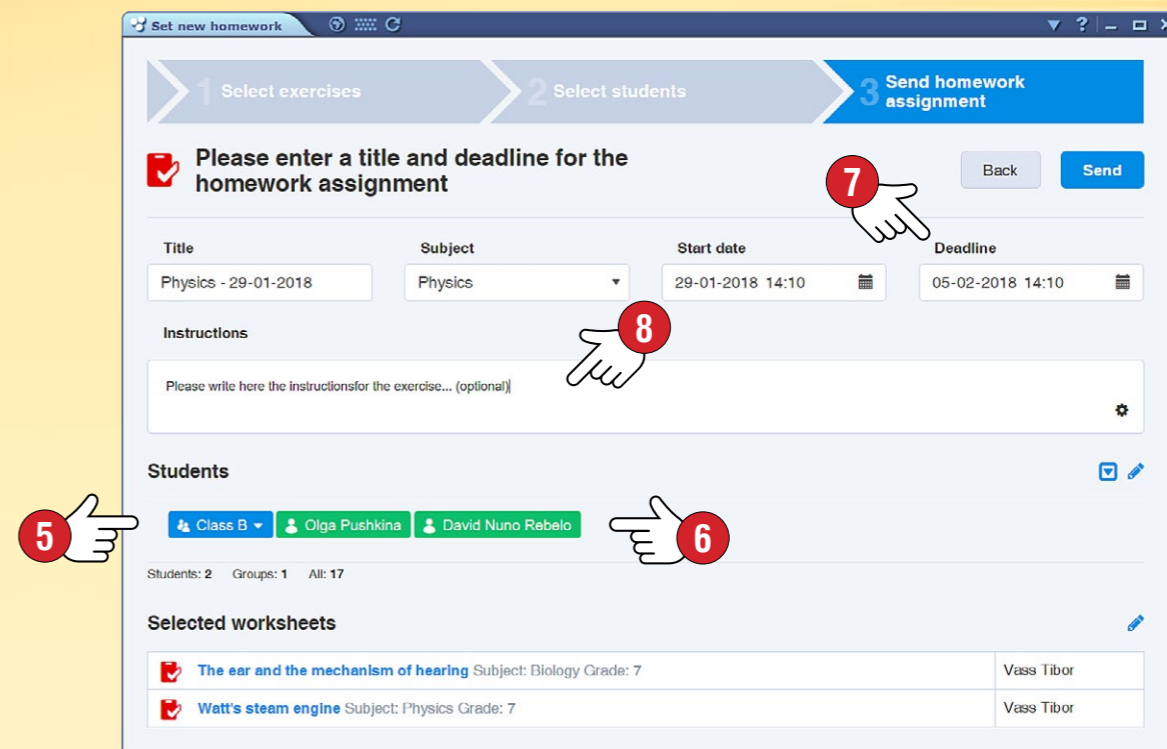 Set new homework
?
1 Select exercises
2 Select students
3 Send homework
assignment
Please enter a title and deadline for the
homework assignment
7
Back
Send
Title
Subject
Start date
Deadline
Physics - 29-01-2018
Physics
29-01-2018 14:10
05-02-2018 14:10
8
Instructions
Please write here the instructionsfor the exercise... (optional)
Students
5
Class B
Olga Pushkina
David Nuno Rebelo
6
Students: 2 Groups: 1 All: 17
Selected worksheets
The ear and the mechanism of hearing Subject: Biology Grade: 7
Vass Tibor
Watt's steam engine Subject: Physics Grade: 7
Vass Tibor